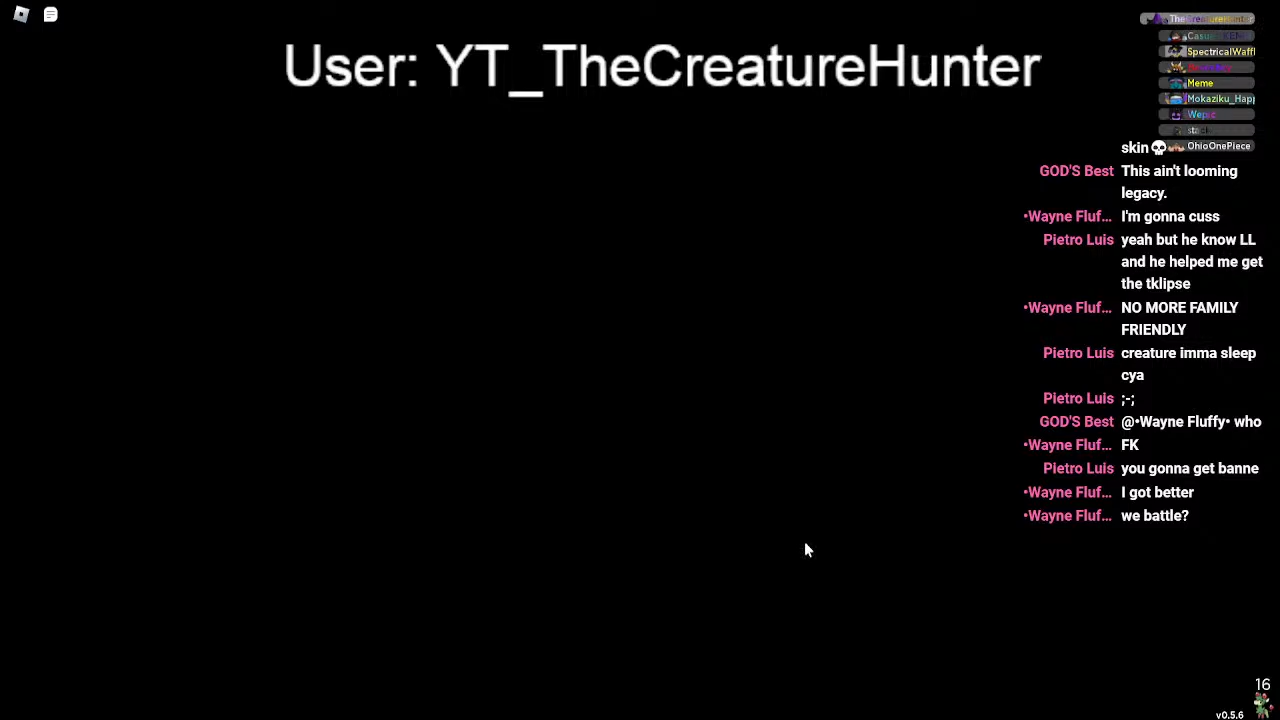 User: YT_TheCreatureHunter
TheCreatureHunter
SpectricalWaffl
Meme
Mokaziku_Happ
Wepic
OhioOnePiece
skin💀
GOD'S Best This ain't looming
legacy.
•Wayne Fluf... I'm gonna cuss
Pietro Luis yeah but he know LL
and he helped me get
the tklipse
•Wayne Fluf... NO MORE FAMILY
FRIENDLY
Pietro Luis creature imma sleep
cya
Pietro Luis ;-;
GOD'S Best @•Wayne Fluffy• who
•Wayne Fluf... FK
Pietro Luis you gonna get banne
•Wayne Fluf... I got better
•Wayne Fluf... we battle?
16
v0.5.6